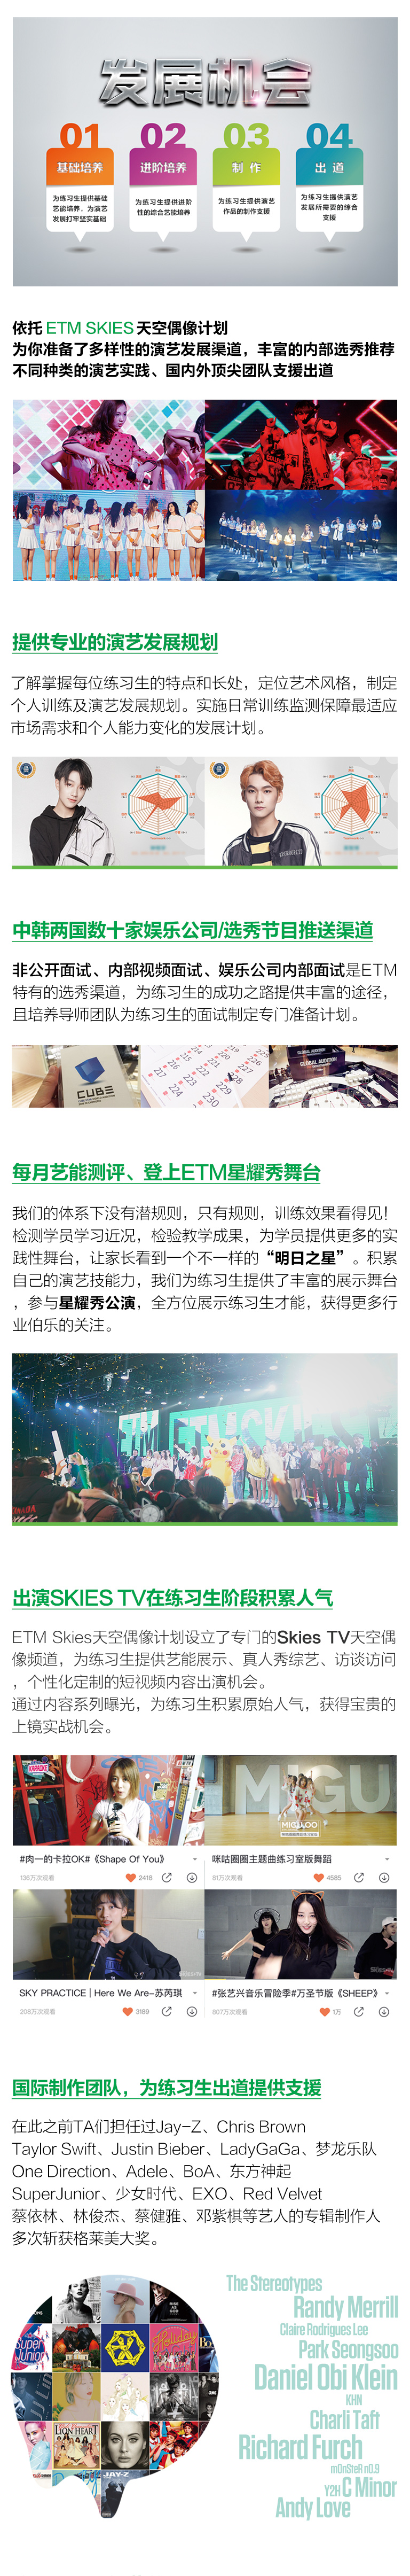 发展机会
01 02 03 04
基础培养 进阶培养 制作 出道
为练习生提供基础
艺能培养，为演艺
发展打牢坚实基础
为练习生提供进阶
性的综合艺能培养
为练习生提供演艺
作品的制作支援
为练习生提供演艺
发展所需要的综合
支援
依托 ETM SKIES 天空偶像计划
为你准备了多样性的演艺发展渠道，丰富的内部选秀推荐
不同种类的演艺实践、国内外顶尖团队支援出道
提供专业的演艺发展规划
了解掌握每位练习生的特点和长处，定位艺术风格，制定
个人训练及演艺发展规划。实施日常训练监测保障最适应
市场需求和个人能力变化的发展计划。
中韩两国数十家娱乐公司/选秀节目推送渠道
非公开面试、内部视频面试、娱乐公司内部面试是ETM
特有的选秀渠道，为练习生的成功之路提供丰富的途径，
且培养导师团队为练习生的面试制定专门准备计划。
CUBE
216
217
223
224
229
230
GLOBAL AUDITION
每月艺能测评、登上ETM星耀秀舞台
我们的体系下没有潜规则，只有规则，训练效果看得见！
检测学员学习近况，检验教学成果，为学员提供更多的实
践性舞台，让家长看到一个不一样的“明日之星”。积累
自己的演艺技能力，我们为练习生提供了丰富的展示舞台
，参与星耀秀公演，全方位展示练习生才能，获得更多行
业伯乐的关注。
出演SKIES TV在练习生阶段积累人气
ETM Skies天空偶像计划设立了专门的Skies TV天空偶
像频道，为练习生提供艺能展示、真人秀综艺、访谈访问
，个性化定制的短视频内容出演机会。
通过内容系列曝光，为练习生积累原始人气，获得宝贵的
上镜实战机会。
KARAOKE
MIGU
#肉一的卡拉OK#《Shape Of You》
2418
咪咕圈圈主题曲练习室版舞蹈
81万次观看 4585
SKY PRACTICE | Here We Are-苏芮琪
208万次观看 3189
#张艺兴音乐冒险季#万圣节版《SHEEP》
607万次观看 1万
国际制作团队，为练习生出道提供支援
在此之前TA们担任过Jay-Z、Chris Brown
Taylor Swift、Justin Bieber、LadyGaGa、梦龙乐队
One Direction、Adele、BoA、东方神起
SuperJunior、少女时代、EXO、Red Velvet
蔡依林、林俊杰、蔡健雅、邓紫棋等艺人的专辑制作人
多次斩获格莱美大奖。
The Stereotypes
Randy Merrill
Claire Rodrigues Lee
Park Seongsoo
Daniel Obi Klein
KHN
Charli Taft
Richard Furch
mOnSteR nO.9
Y2H C Minor
Andy Love
SUPER JUNIOR
Holiday
LION HEART
JAY-Z